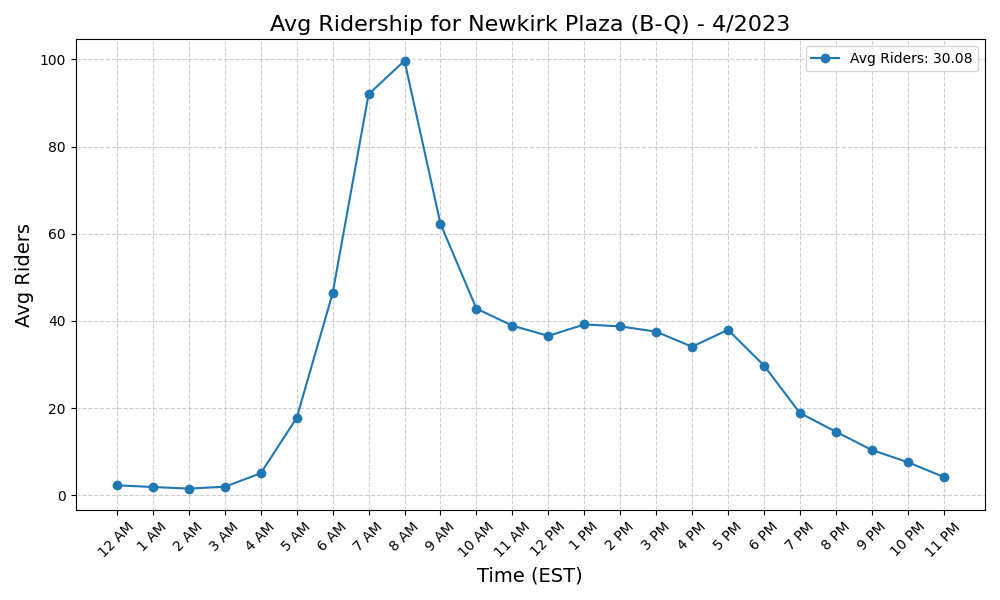 Avg Ridership for Newkirk Plaza (B-Q) - 4/2023
Avg Riders: 30.08
Avg Riders
100
80
60
40
20
0
12 AM
1 AM
2 AM
3 AM
4 AM
5 AM
6 AM
7 AM
8 AM
9 AM
10 AM
11 AM
12 PM
1 PM
2 PM
3 PM
4 PM
5 PM
6 PM
7 PM
8 PM
9 PM
10 PM
11 PM
Time (EST)